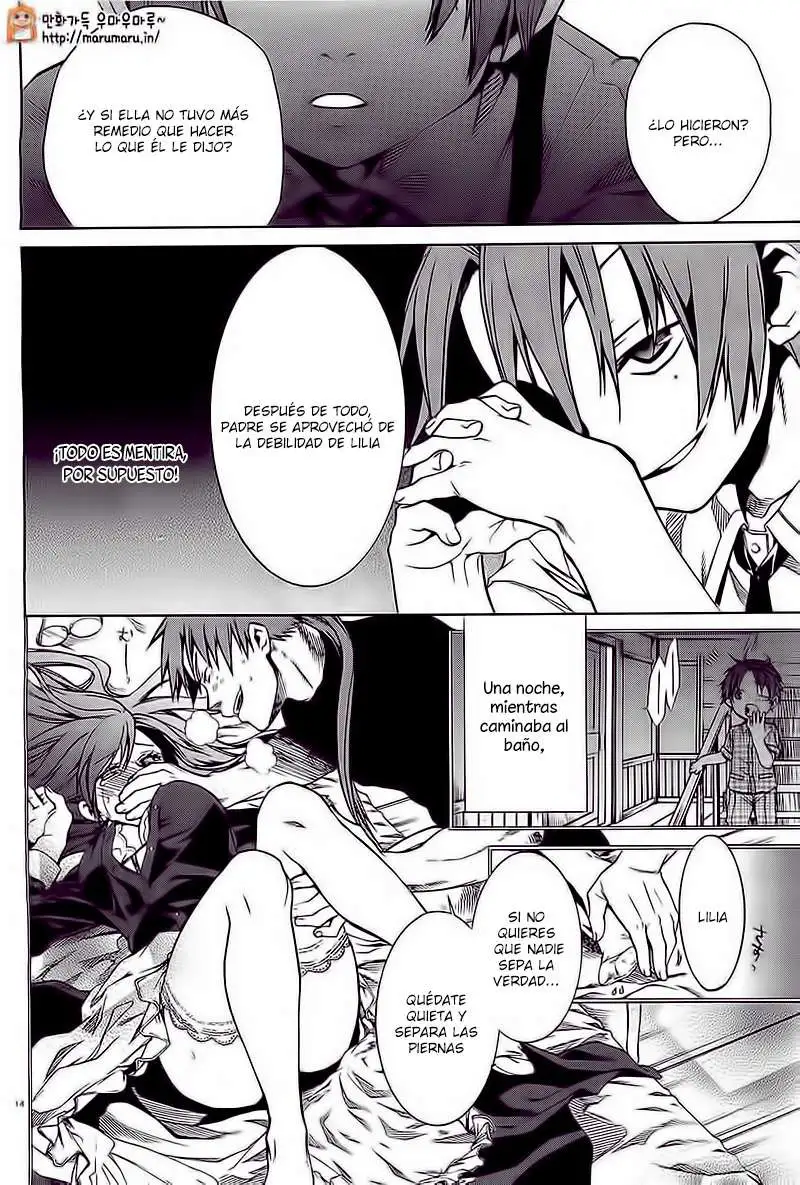 만화가득 우마우마루~
http://marumaru.in/
¿LO HICIERON?
PERO...
¿Y SI ELLA NO TUVO MÁS
REMEDIO QUE HACER
LO QUE ÉL LE DIJO?
DESPUÉS DE TODO,
PADRE SE APROVECHÓ DE
LA DEBILIDAD DE LILIA
¡TODO ES MENTIRA,
POR SUPUESTO!
Una noche,
mientras
caminaba al
baño,
LILIA
SI NO
QUIERES
QUE NADIE
SEPA LA
VERDAD...
QUÉDATE
QUIETA Y
SEPARA LAS
PIERNAS
14